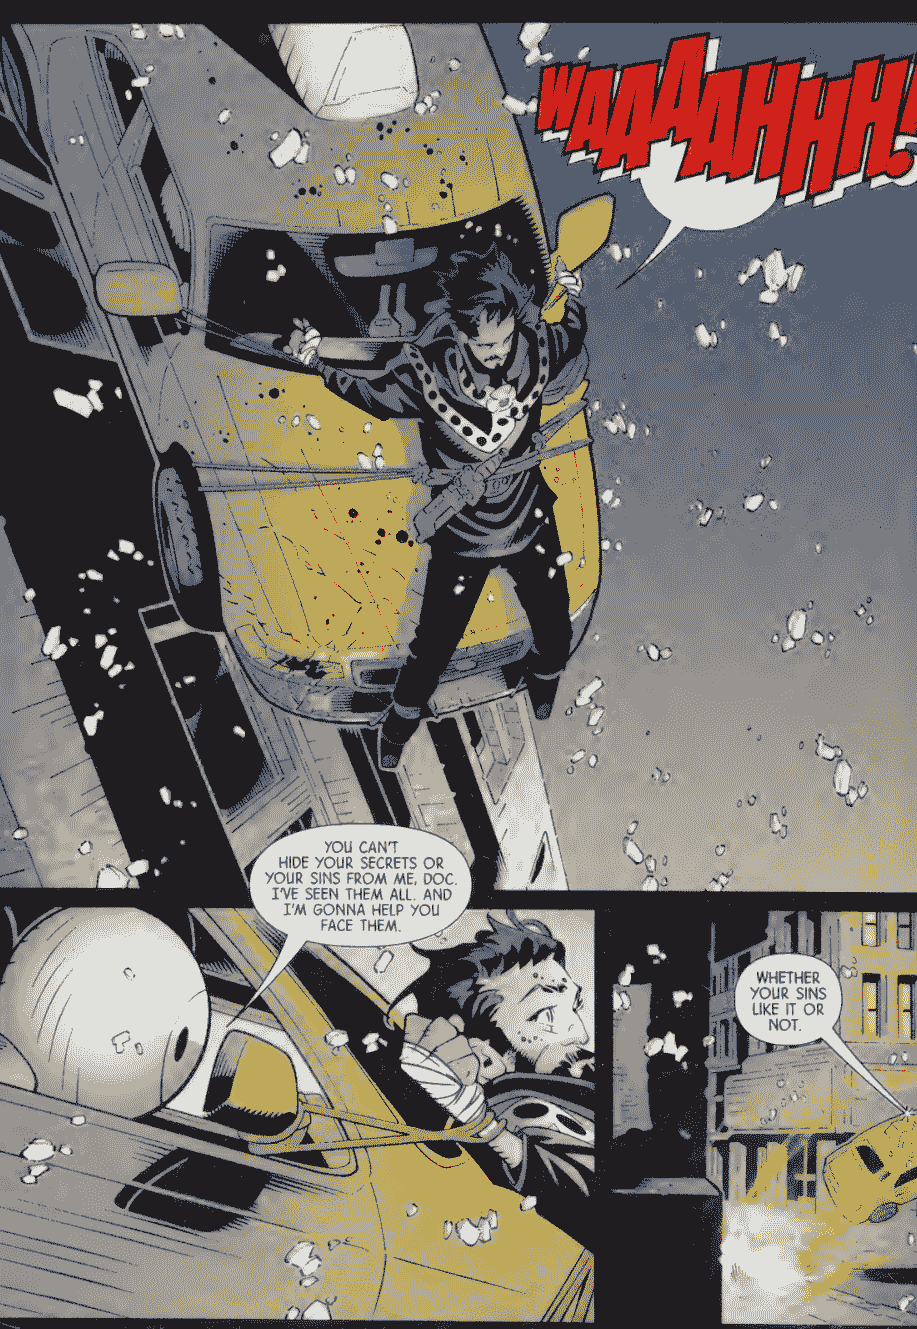 WAAAAHHH!
YOU CAN'T
HIDE YOUR SECRETS OR
YOUR SINS FROM ME, DOC.
I'VE SEEN THEM ALL. AND
I'M GONNA HELP YOU
FACE THEM.
WHETHER
YOUR SINS
LIKE IT OR
NOT.